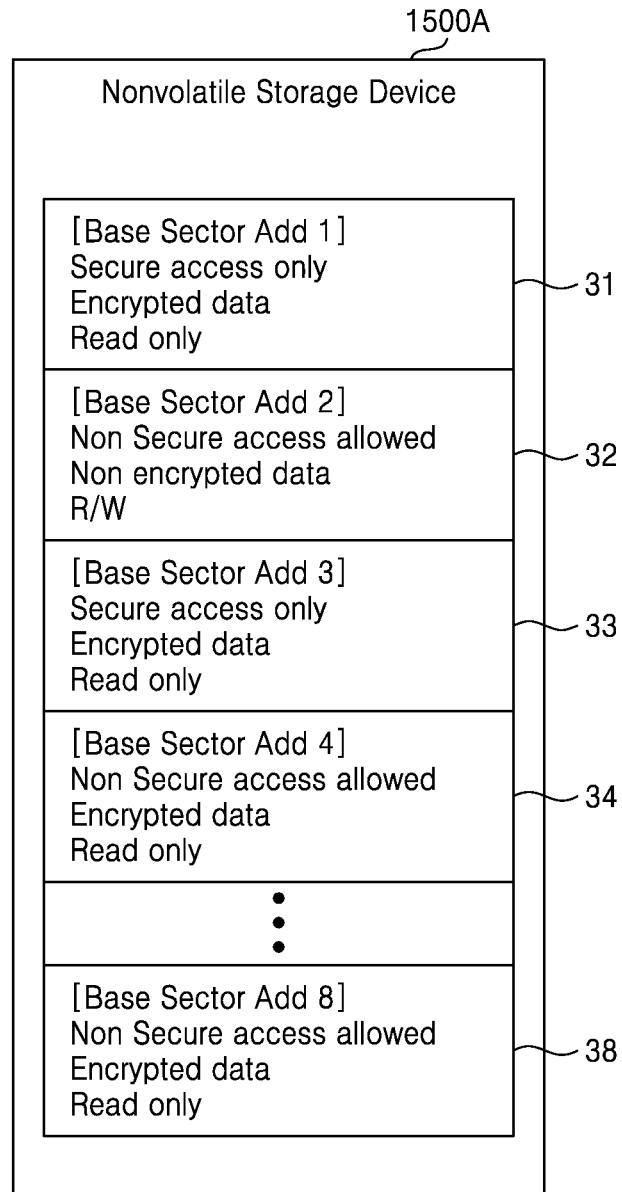 1500A
Nonvolatile Storage Device
[Base Sector Add 1]
Secure access only
Encrypted data
Read only
31
[Base Sector Add 2]
Non Secure access allowed
Non encrypted data
R/W
32
[Base Sector Add 3]
Secure access only
Encrypted data
Read only
33
[Base Sector Add 4]
Non Secure access allowed
Encrypted data
Read only
34
[Base Sector Add 8]
Non Secure access allowed
Encrypted data
Read only
38